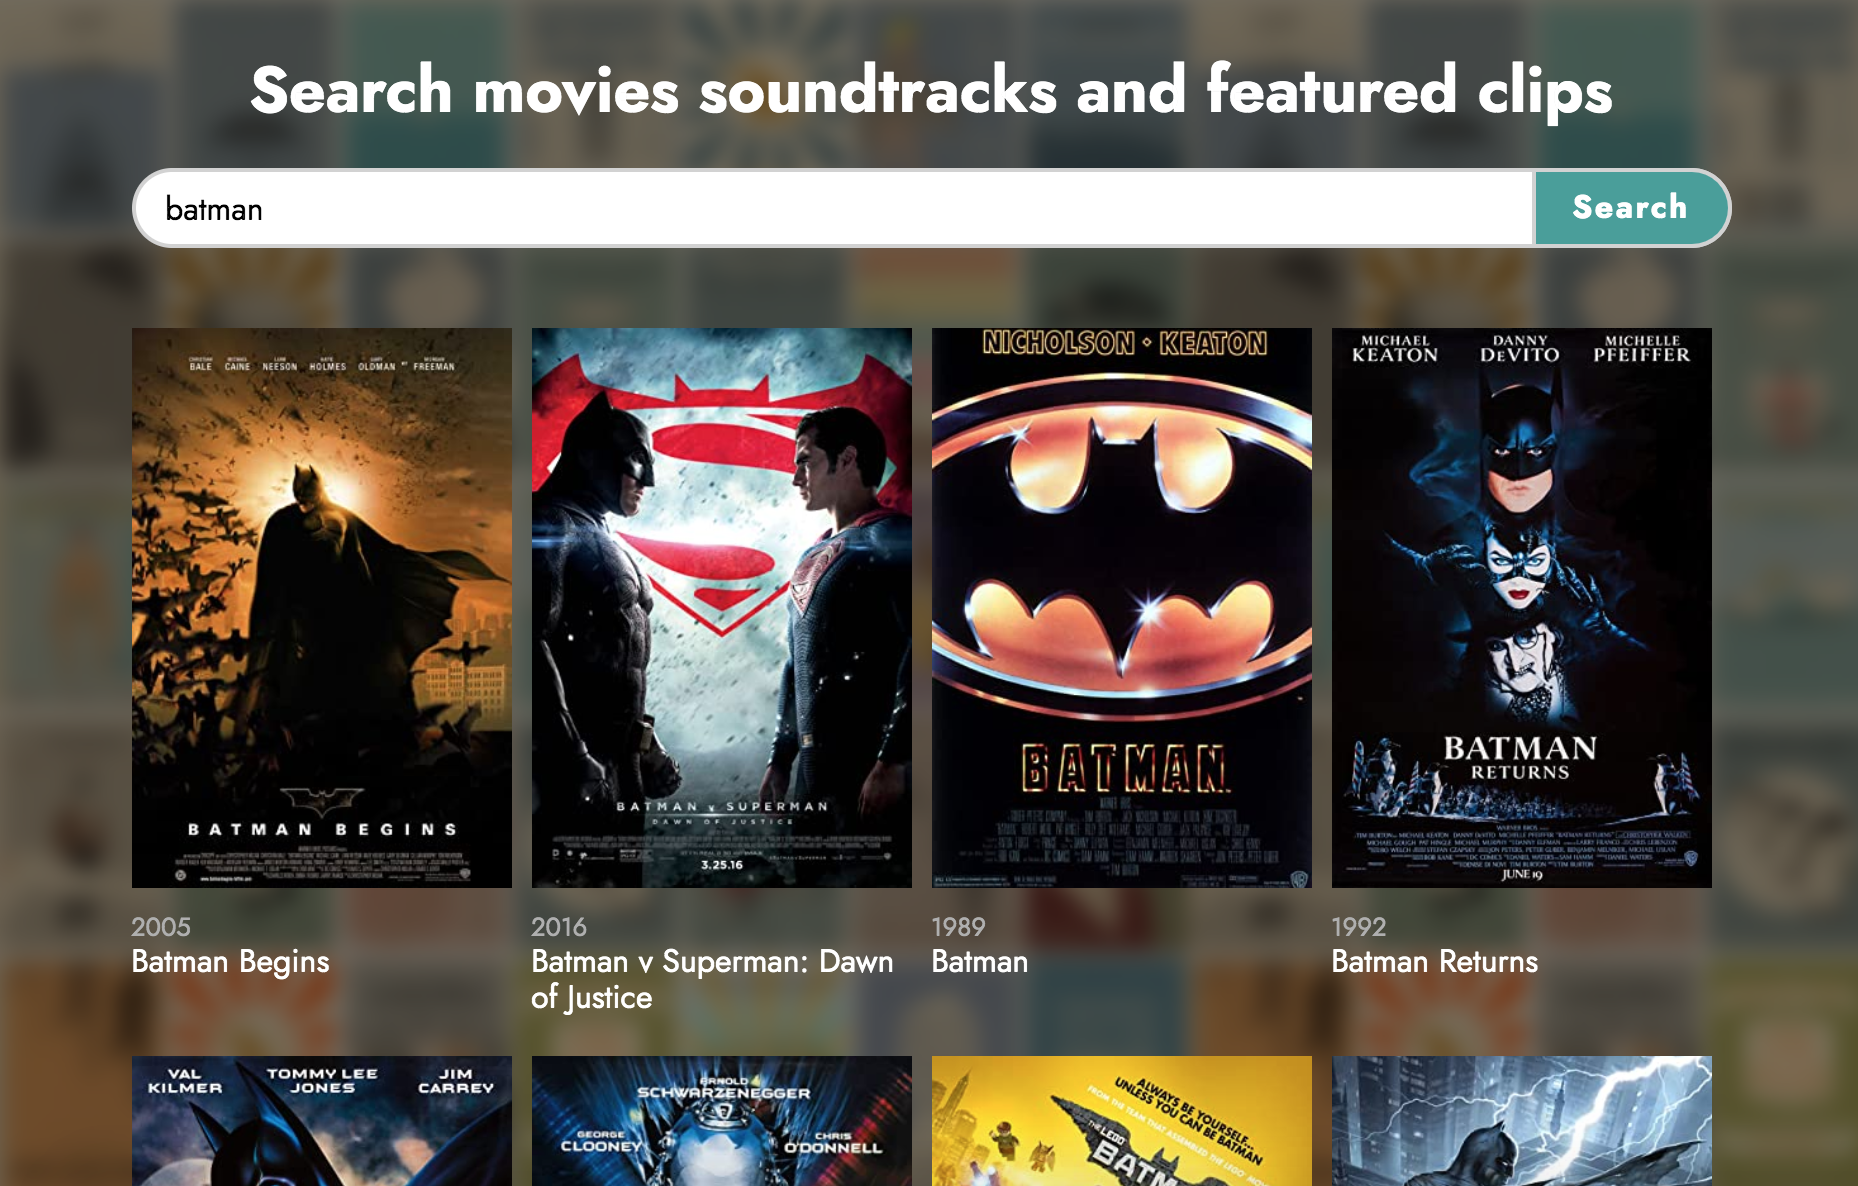 Search movies soundtracks and featured clips
batman
Search
CHRISTIAN BALE MICHAEL CAINE LIAM NEESON KATIE HOLMES GARY OLDMAN AND MORGAN FREEMAN
BATMAN BEGINS
BATMAN v SUPERMAN
DAWN OF JUSTICE
3.25.16
NICHOLSON • KEATON
BATMAN
MICHAEL KEATON
DANNY DEVITO
MICHELLE PFEIFFER
BATMAN
RETURNS
JUNE 19
2005
Batman Begins
2016
Batman v Superman: Dawn
of Justice
1989
Batman
1992
Batman Returns
VAL KILMER
TOMMY LEE JONES
JIM CARREY
ARNOLD
SCHWARZENEGGER
GEORGE CLOONEY
CHRIS O'DONNELL
ALWAYS BE YOURSELF...
UNLESS YOU CAN BE BATMAN
FROM THE TEAM THAT ASSEMBLED THE LEGO
THE LEGO
BATM